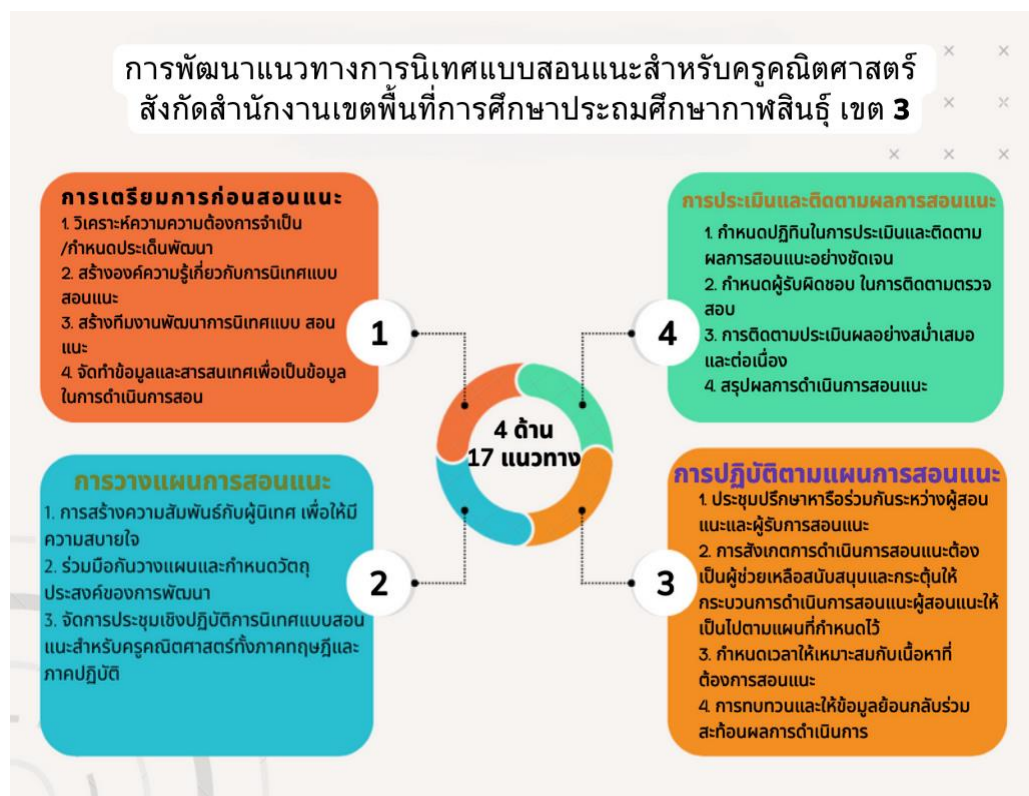 การพัฒนาแนวทางการนิเทศแบบสอนแนะสำหรับครูคณิตศาสตร์
สังกัดสำนักงานเขตพื้นที่การศึกษาประถมศึกษากาฬสินธุ์ เขต 3
การเตรียมการก่อนสอนแนะ
1. วิเคราะห์ความความต้องการจำเป็น
/กำหนดประเด็นพัฒนา
2. สร้างองค์ความรู้เกี่ยวกับการนิเทศแบบ
สอนแนะ
3. สร้างทีมงานพัฒนาการนิเทศแบบ สอน
แนะ
4. จัดทำข้อมูลและสารสนเทศเพื่อเป็นข้อมูล
ในการดำเนินการสอน
1
การวางแผนการสอนแนะ
1. การสร้างความสัมพันธ์กับผู้นิเทศ เพื่อให้มี
ความสบายใจ
2. ร่วมมือกันวางแผนและกำหนดวัตถุ
ประสงค์ของการพัฒนา
3. จัดการประชุมเชิงปฏิบัติการนิเทศแบบสอน
แนะสำหรับครูคณิตศาสตร์ทั้งภาคทฤษฎีและ
ภาคปฏิบัติ
2
4 ด้าน
17 แนวทาง
การประเมินและติดตามผลการสอนแนะ
1. กำหนดปฏิทินในการประเมินและติดตาม
ผลการสอนแนะอย่างชัดเจน
2. กำหนดผู้รับผิดชอบ ในการติดตามตรวจ
สอบ
3. การติดตามประเมินผลอย่างสม่ำเสมอ
และต่อเนื่อง
4. สรุปผลการดำเนินการสอนแนะ
4
การปฏิบัติตามแผนการสอนแนะ
1. ประชุมปรึกษาหารือร่วมกันระหว่างผู้สอน
แนะและผู้รับการสอนแนะ
2. การสังเกตการดำเนินการสอนแนะต้อง
เป็นผู้ช่วยเหลือสนับสนุนและกระตุ้นให้
กระบวนการดำเนินการสอนแนะผู้สอนแนะให้
เป็นไปตามแผนที่กำหนดไว้
3. กำหนดเวลาให้เหมาะสมกับเนื้อหาที่
ต้องการสอนแนะ
4. การทบทวนและให้ข้อมูลย้อนกลับร่วม
สะท้อนผลการดำเนินการ
3